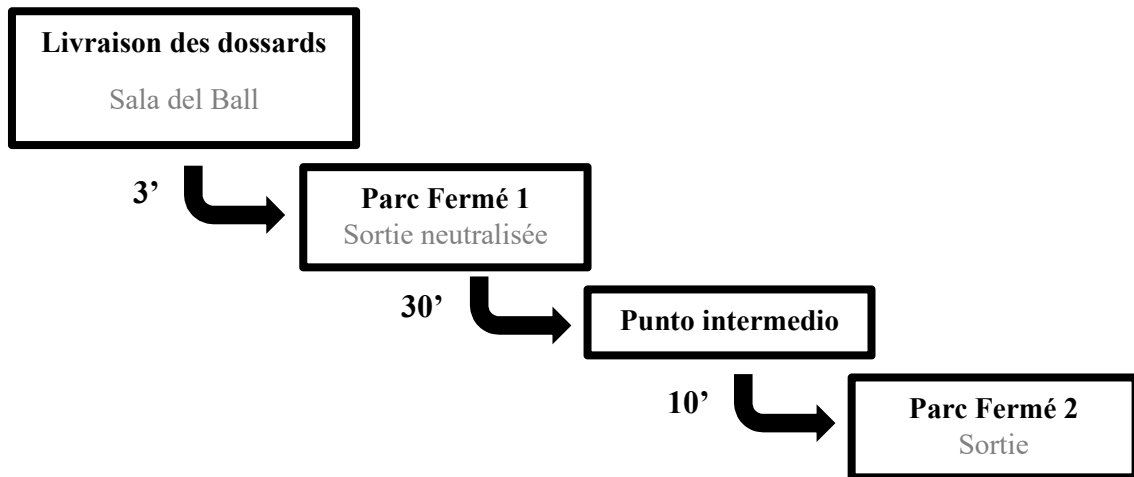 Livraison des dossards
Sala del Ball
3’
Parc Fermé 1
Sortie neutralisée
30’
Punto intermedio
10’
Parc Fermé 2
Sortie